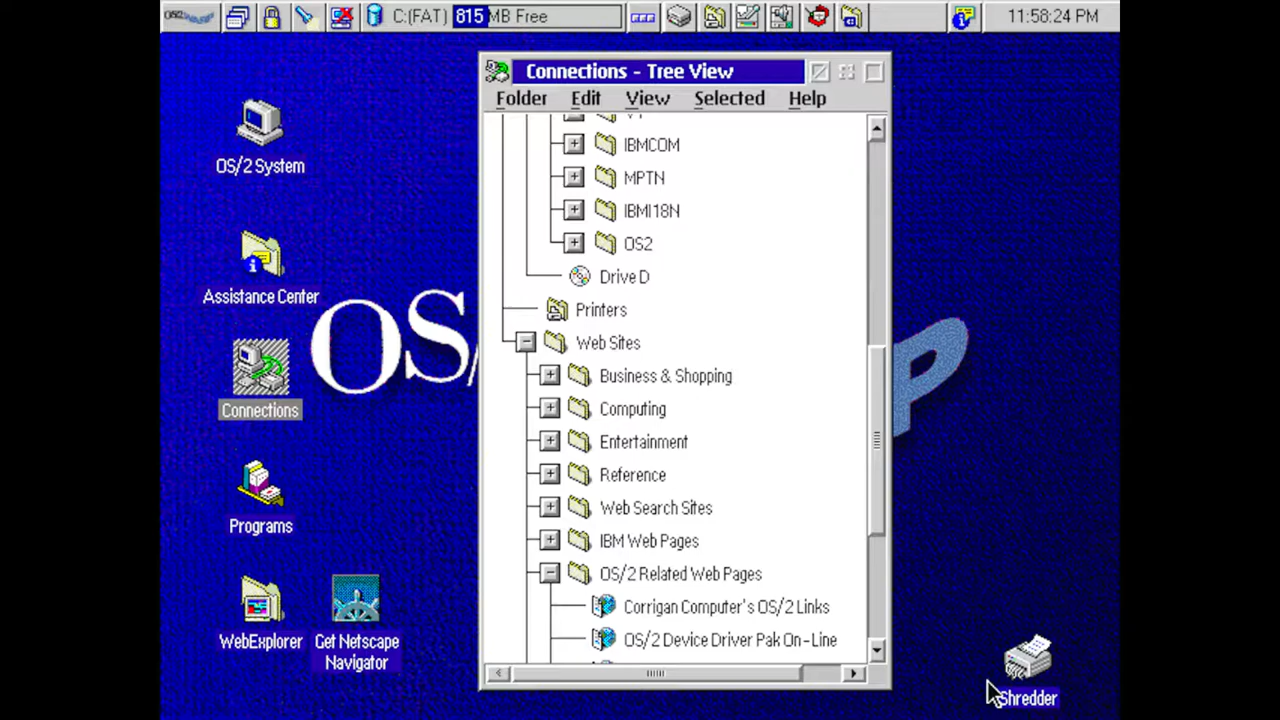 C:(FAT) 815 MB Free
11:58:24 PM
Connections - Tree View
Folder Edit View Selected Help
IBMCOM
MPTN
IBMI18N
OS2
Drive D
Printers
Web Sites
Business & Shopping
Computing
Entertainment
Reference
Web Search Sites
IBM Web Pages
OS/2 Related Web Pages
Corrigan Computer's OS/2 Links
OS/2 Device Driver Pak On-Line
OS/2 System
Assistance Center
Connections
Programs
WebExplorer
Get Netscape
Navigator
Shredder
OS/
P